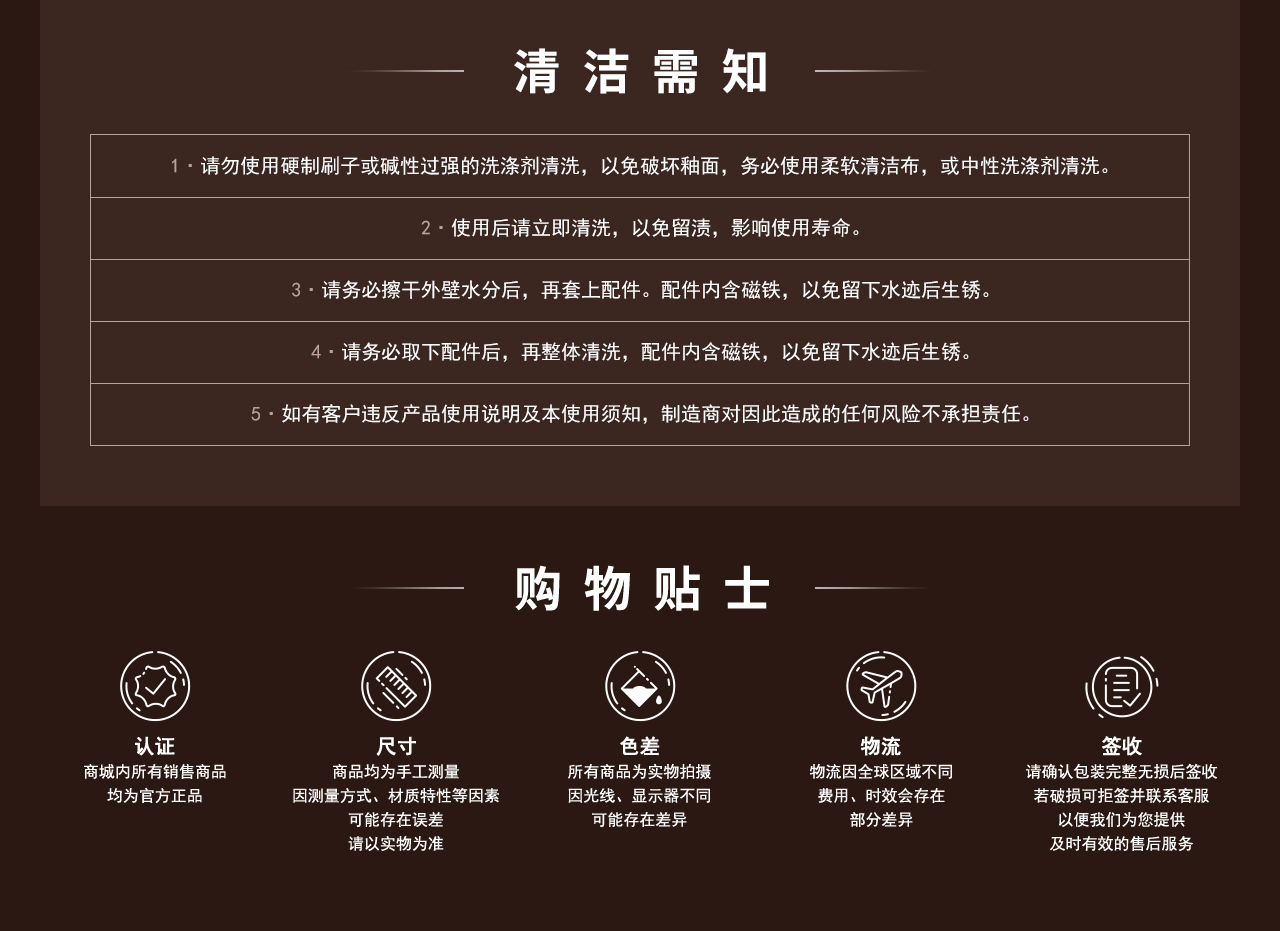 清洁需知
1·请勿使用硬制刷子或碱性过强的洗涤剂清洗，以免破坏釉面，务必使用柔软清洁布，或中性洗涤剂清洗。
2·使用后请立即清洗，以免留渍，影响使用寿命。
3·请务必擦干外壁水分后，再套上配件。配件内含磁铁，以免留下水迹后生锈。
4·请务必取下配件后，再整体清洗，配件内含磁铁，以免留下水迹后生锈。
5·如有客户违反产品使用说明及本使用须知，制造商对因此造成的任何风险不承担责任。
购物贴士
认证
商城内所有销售商品
均为官方正品
尺寸
商品均为手工测量
因测量方式、材质特性等因素
可能存在误差
请以实物为准
色差
所有商品为实物拍摄
因光线、显示器不同
可能存在差异
物流
物流因全球区域不同
费用、时效会存在
部分差异
签收
请确认包装完整无损后签收
若破损可拒签并联系客服
以便我们为您提供
及时有效的售后服务